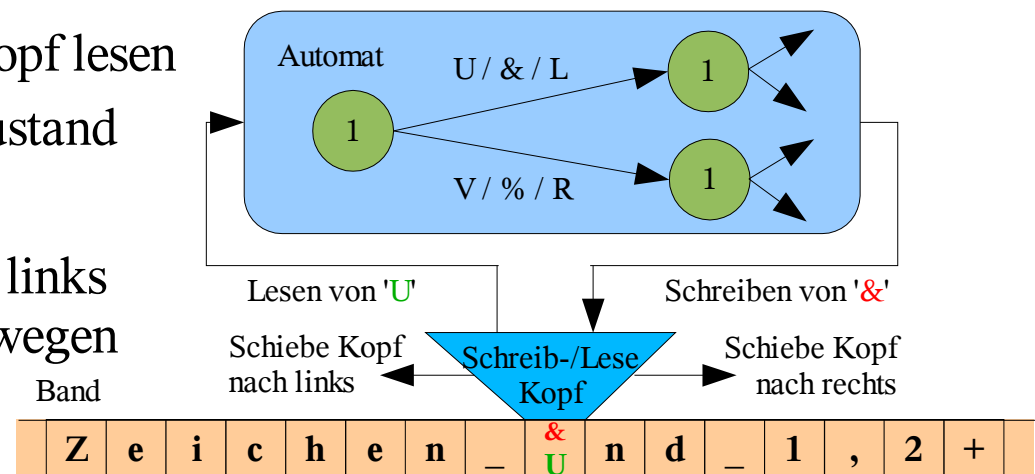 opf lesen
ustand
links
wegen
Automat
U / & / L
1
1
V / % / R
1
Lesen von 'U'
Schreiben von '&'
Schiebe Kopf
nach links
Schreib-/Lese
Kopf
Schiebe Kopf
nach rechts
Band
Z e i c h e n _ & U n d _ 1 , 2 +